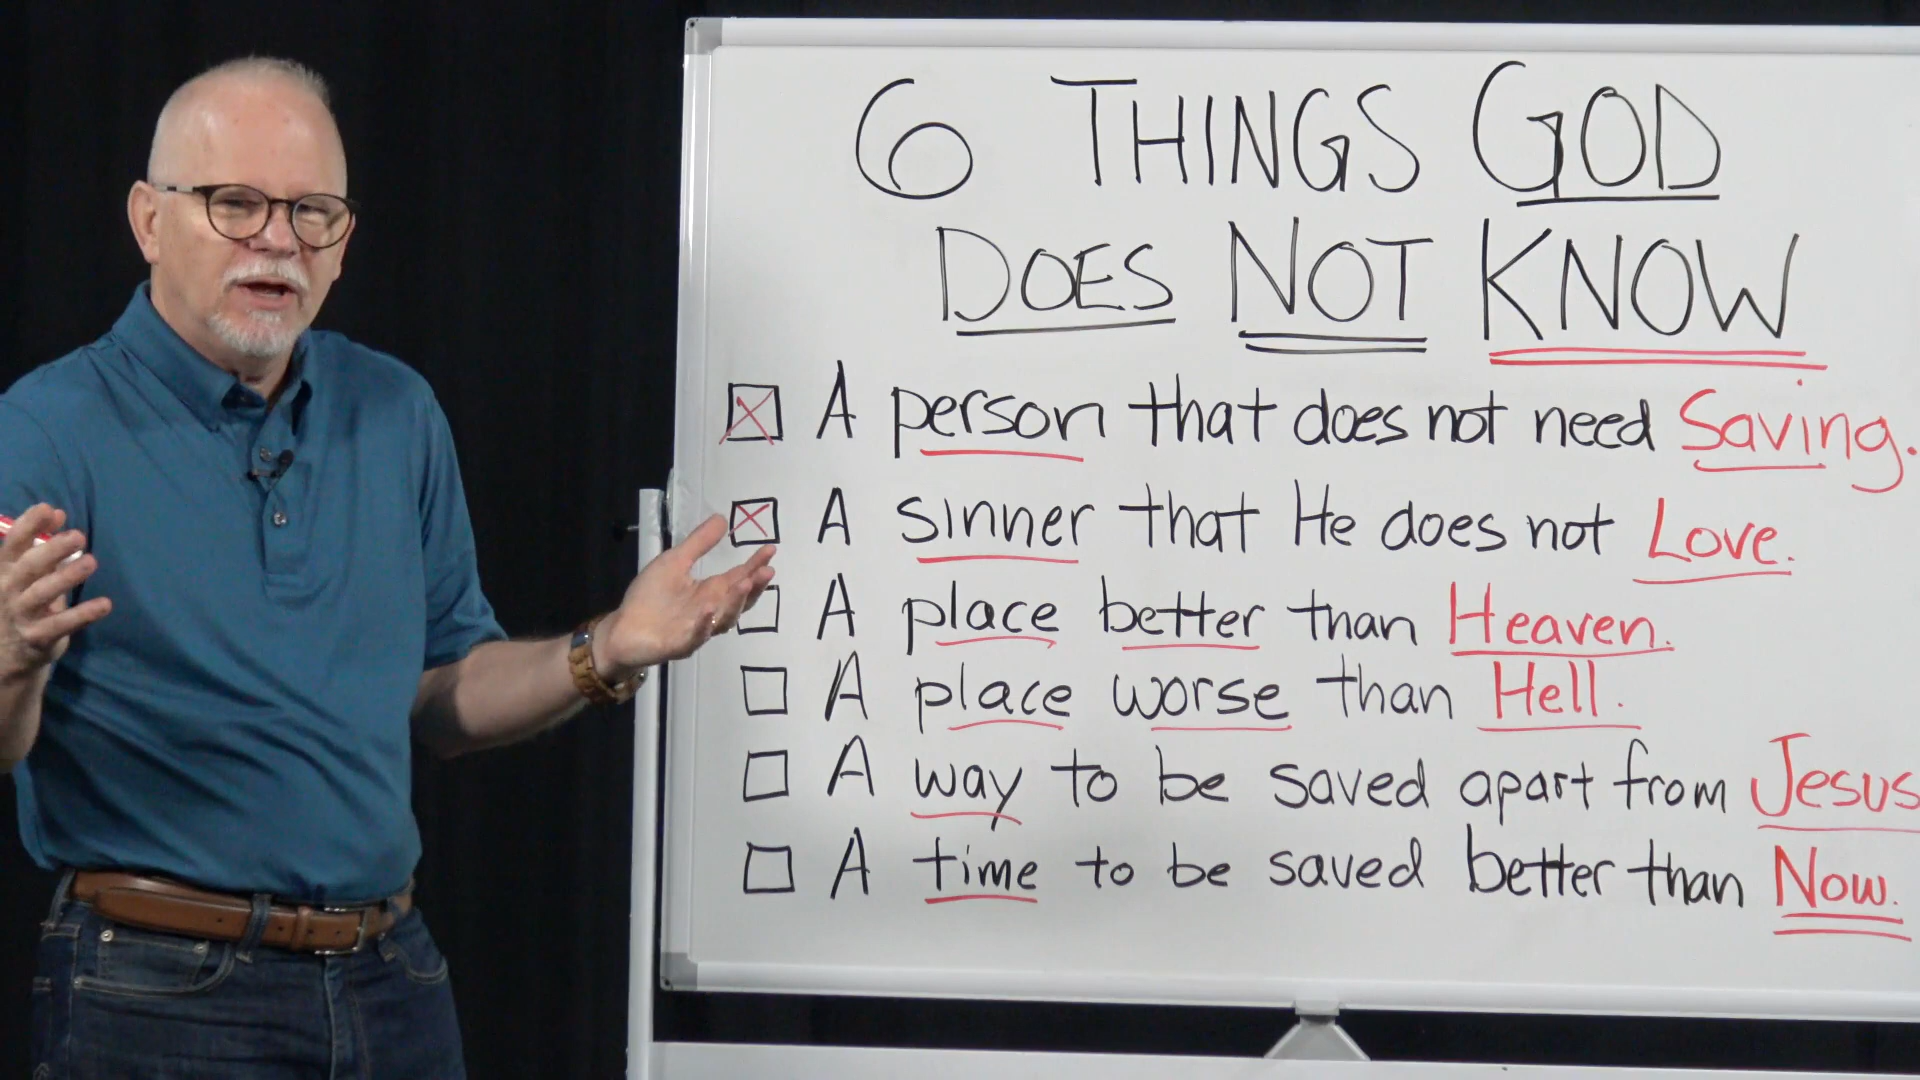 6 THINGS GOD
DOES NOT KNOW
A person that does not need Saving.
A sinner that He does not Love.
A place better than Heaven.
A place worse than Hell.
A way to be saved apart from Jesus
A time to be saved better than Now.